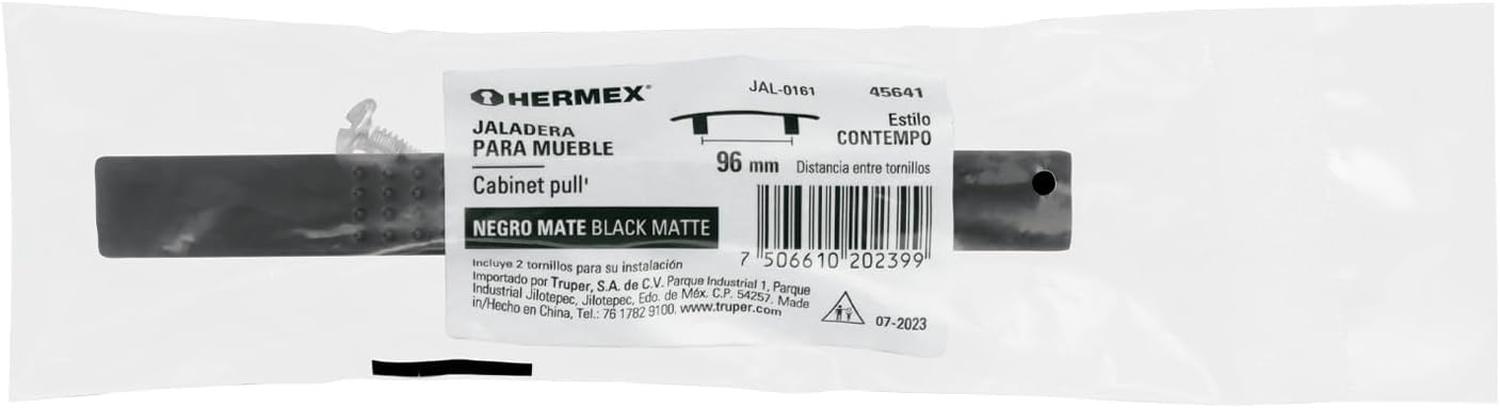 HERMEX®
JAL-0161
45641
JALADERA
PARA MUEBLE
Cabinet pull
Estilo
CONTEMPO
96 mm Distancia entre tornillos
NEGRO MATE BLACK MATTE
7 506610 202399
Incluye 2 tornillos para su instalación
Importado por Truper, S.A. de C.V. Parque Industrial 1, Parque
Industrial Jilotepec, Jilotepec, Edo. de Méx. C.P. 54257. Made
in/Hecho en China, Tel.: 76 1782 9100. www.truper.com
07-2023